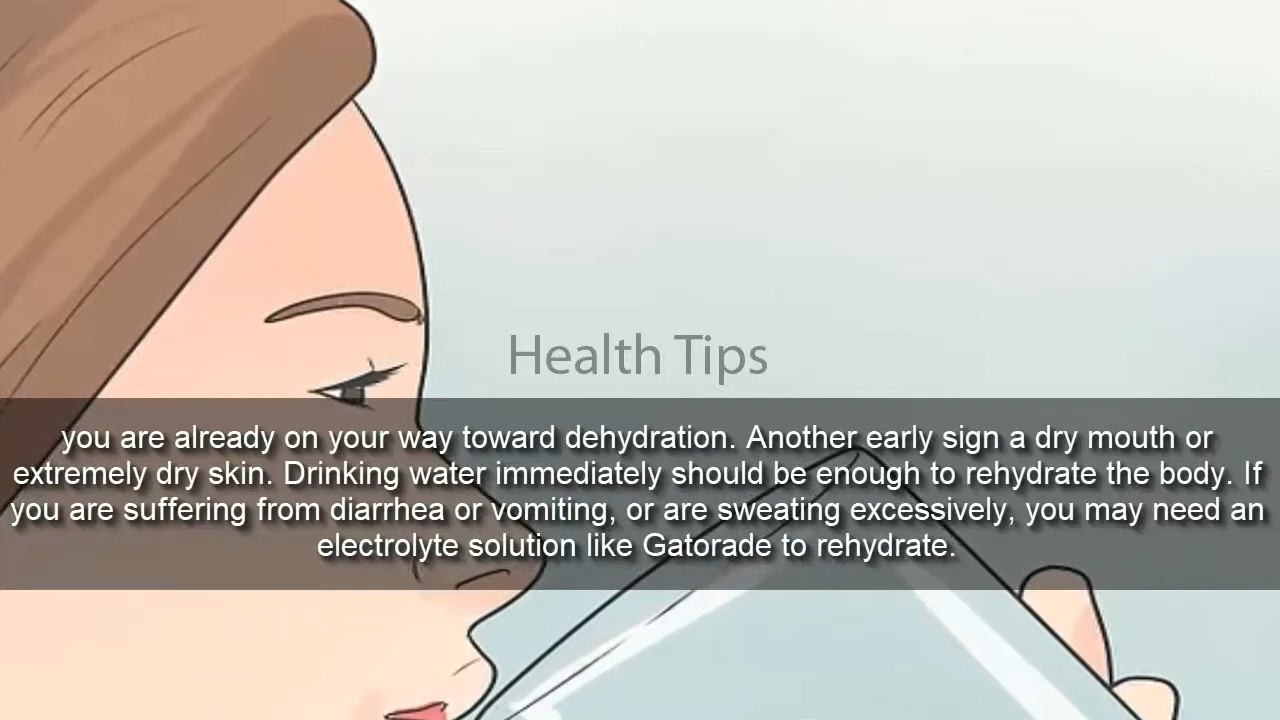 Health Tips
you are already on your way toward dehydration. Another early sign a dry mouth or
extremely dry skin. Drinking water immediately should be enough to rehydrate the body. If
you are suffering from diarrhea or vomiting, or are sweating excessively, you may need an
electrolyte solution like Gatorade to rehydrate.